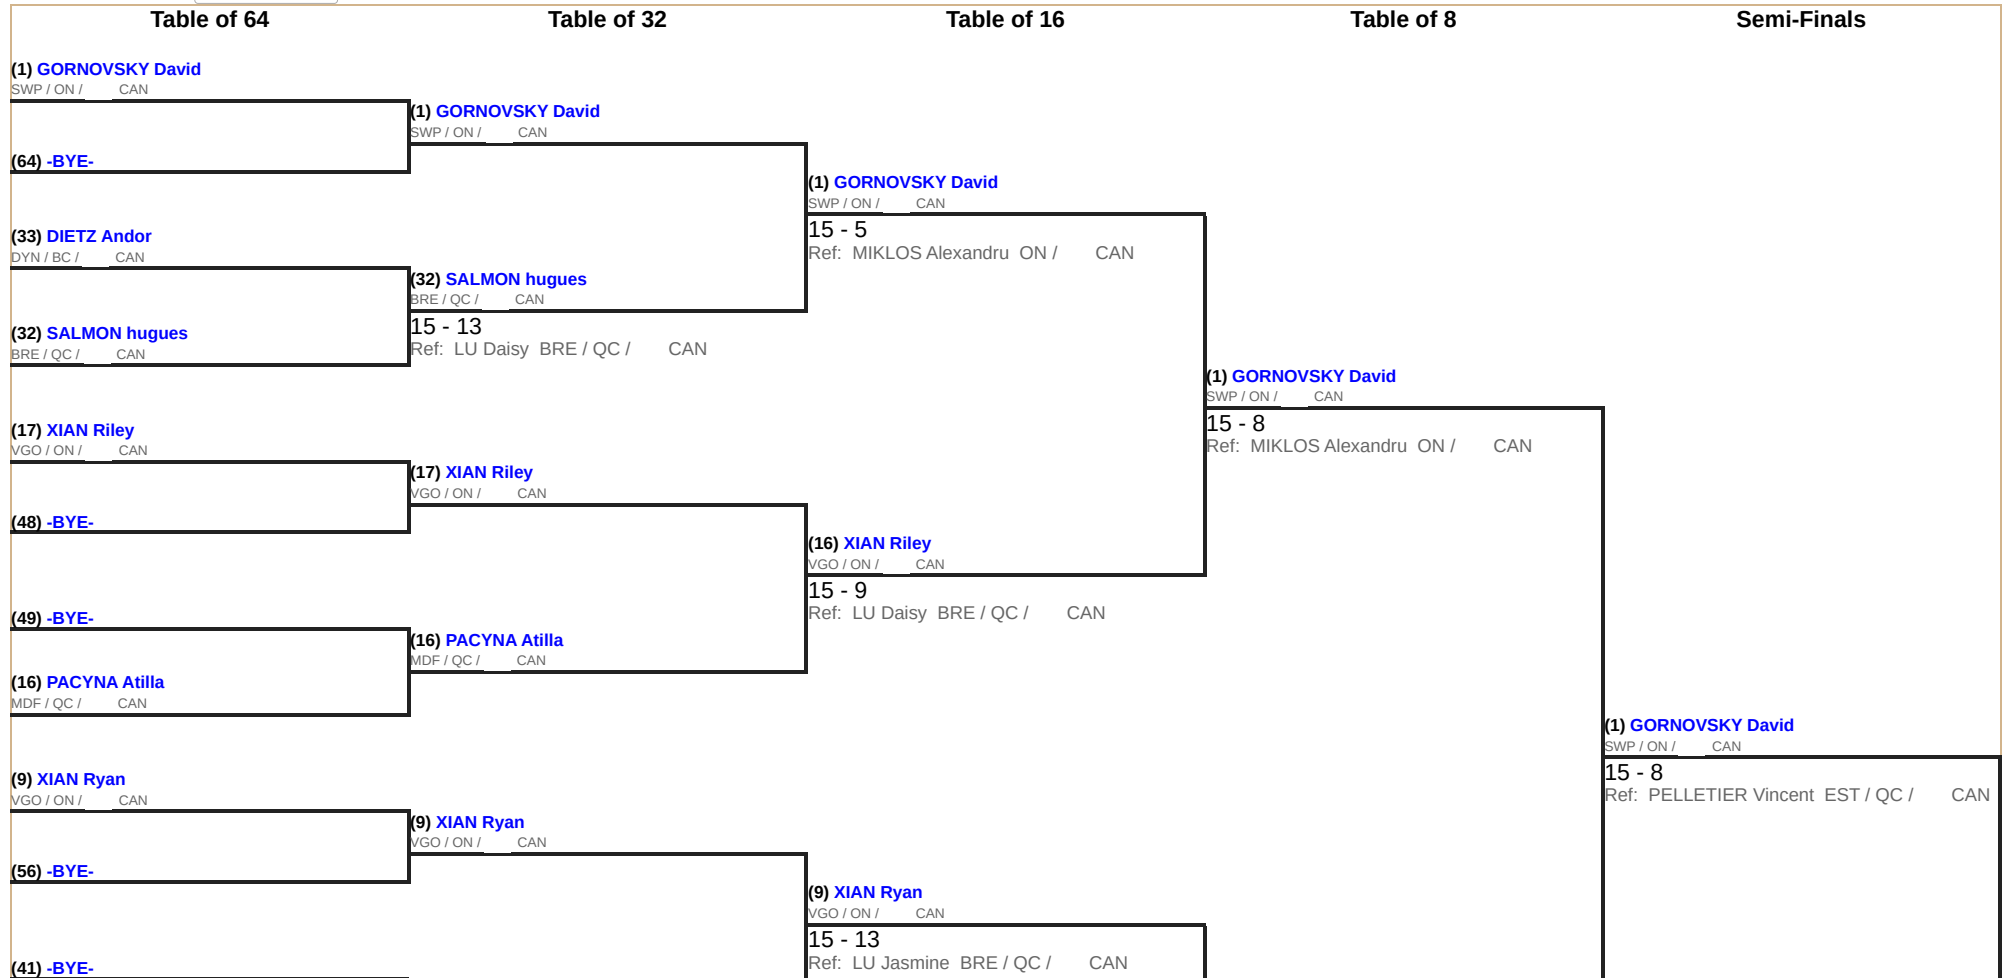 Table of 64
Table of 32
Table of 16
Table of 8
Semi-Finals
(1) GORNOVSKY David
SWP / ON / CAN
(64) -BYE-
(33) DIETZ Andor
DYN / BC / CAN
(32) SALMON hugues
BRE / QC / CAN
(17) XIAN Riley
VGO / ON / CAN
(48) -BYE-
(49) -BYE-
(16) PACYNA Atilla
MDF / QC / CAN
(9) XIAN Ryan
VGO / ON / CAN
(56) -BYE-
(41) -BYE-
(1) GORNOVSKY David
SWP / ON / CAN
(32) SALMON hugues
BRE / QC / CAN
15 - 13
Ref: LU Daisy BRE / QC / CAN
(17) XIAN Riley
VGO / ON / CAN
(16) PACYNA Atilla
MDF / QC / CAN
(9) XIAN Ryan
VGO / ON / CAN
(1) GORNOVSKY David
SWP / ON / CAN
15 - 5
Ref: MIKLOS Alexandru ON / CAN
(16) XIAN Riley
VGO / ON / CAN
15 - 9
Ref: LU Daisy BRE / QC / CAN
(9) XIAN Ryan
VGO / ON / CAN
15 - 13
Ref: LU Jasmine BRE / QC / CAN
(1) GORNOVSKY David
SWP / ON / CAN
15 - 8
Ref: MIKLOS Alexandru ON / CAN
(1) GORNOVSKY David
SWP / ON / CAN
15 - 8
Ref: PELLETIER Vincent EST / QC / CAN